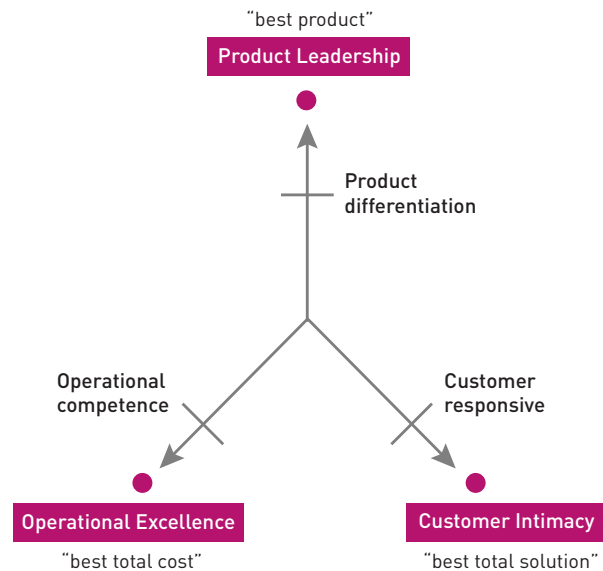 “best product”
Product Leadership
Product
differentiation
Operational
competence
Customer
responsive
Operational Excellence
“best total cost”
Customer Intimacy
“best total solution”